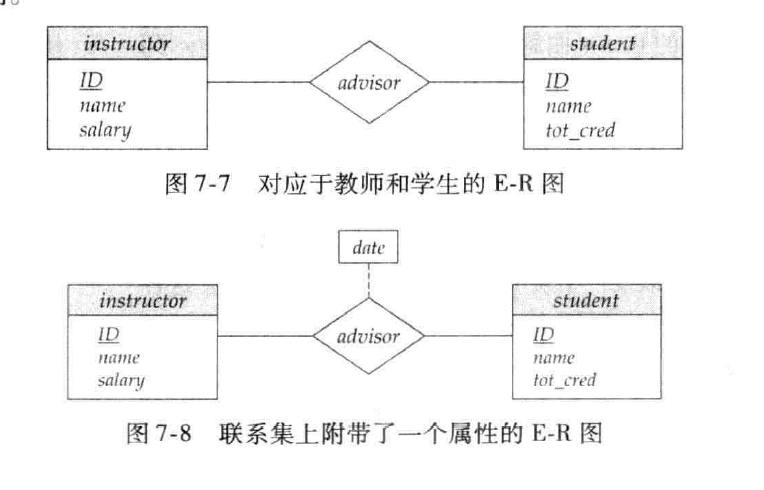 instructor
student
ID
name
salary
advisor
ID
name
tot_cred
图 7-7 对应于教师和学生的 E-R 图
date
instructor
student
ID
name
salary
advisor
ID
name
tot_cred
图 7-8 联系集上附带了一个属性的 E-R 图